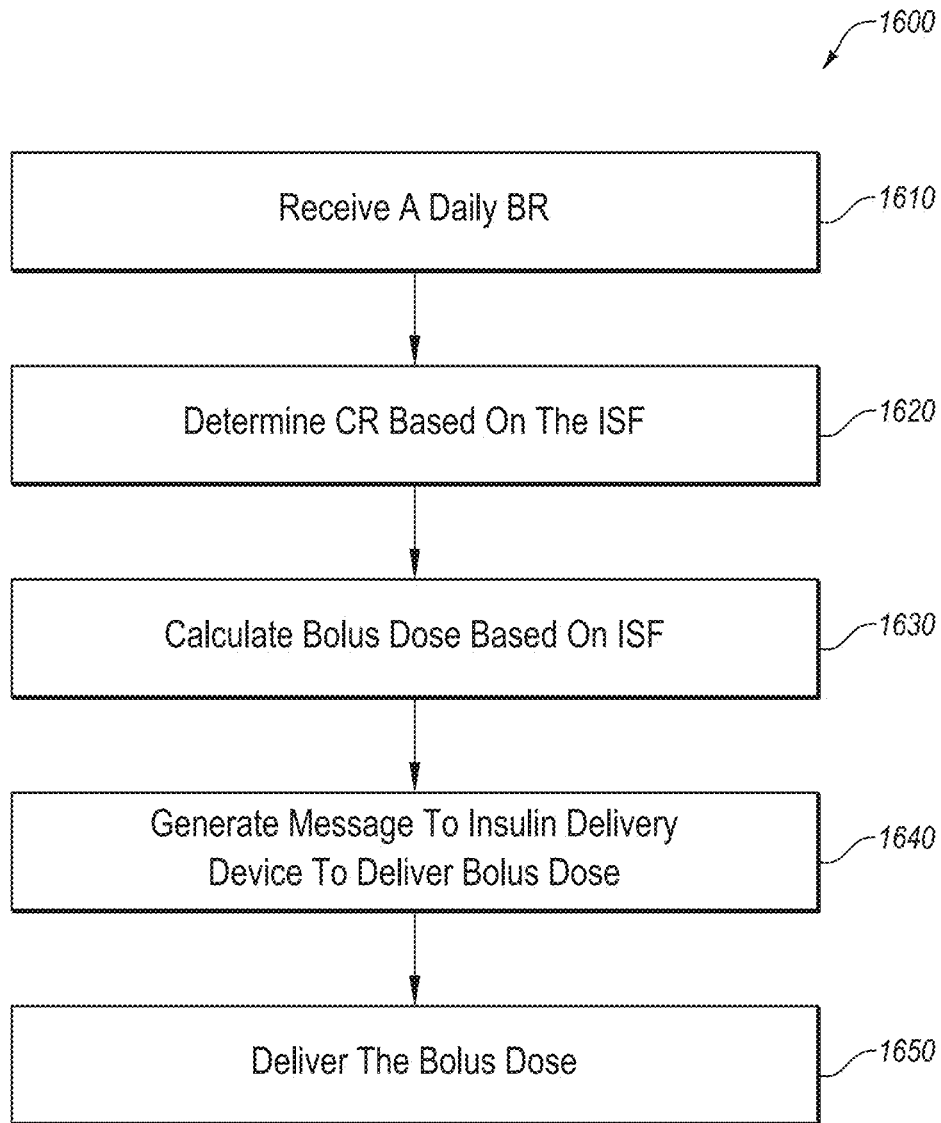 1600
Receive A Daily BR
1610
Determine CR Based On The ISF
1620
Calculate Bolus Dose Based On ISF
1630
Generate Message To Insulin Delivery
Device To Deliver Bolus Dose
1640
Deliver The Bolus Dose
1650